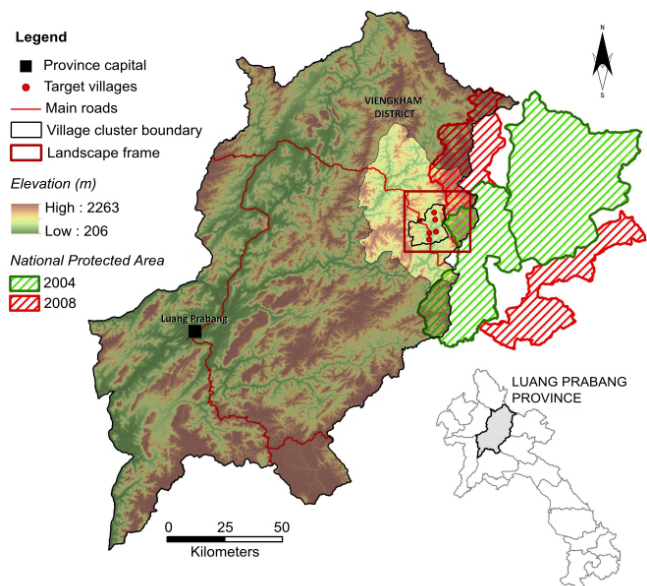 Legend
Province capital
Target villages
Main roads
Village cluster boundary
Landscape frame
Elevation (m)
High : 2263
Low : 206
National Protected Area
2004
2008
VIENGKHAM
DISTRICT
N
S
Luang Prabang
LUANG PRABANG
PROVINCE
0 25 50
Kilometers